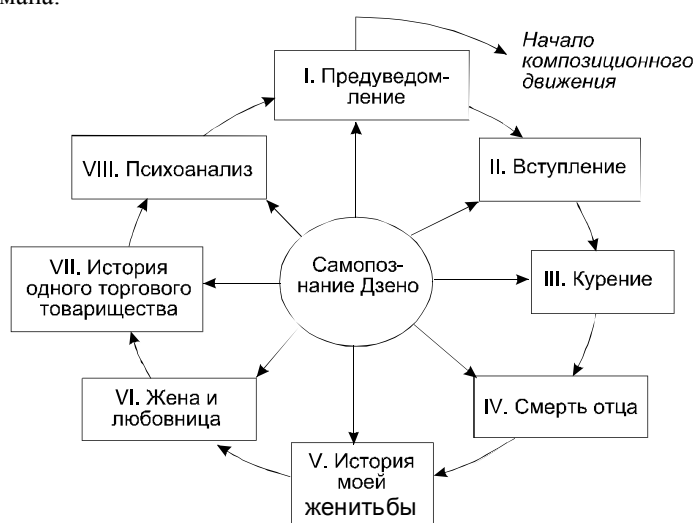 мана.
Начало
композиционного
движения
I. Предуведом-
ление
II. Вступление
III. Курение
IV. Смерть отца
V. История
моей
женитьбы
VI. Жена и
любовница
VII. История
одного торгового
товарищества
VIII. Психоанализ
Самопоз-
нание Дзено